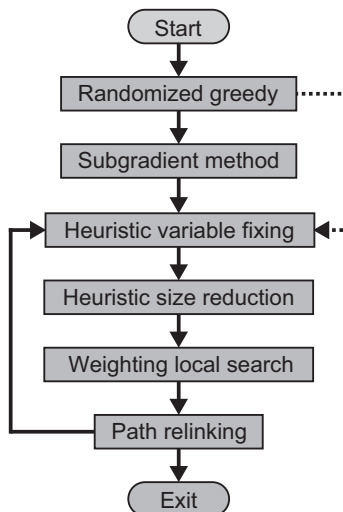 Start
Randomized greedy
Subgradient method
Heuristic variable fixing
Heuristic size reduction
Weighting local search
Path relinking
Exit